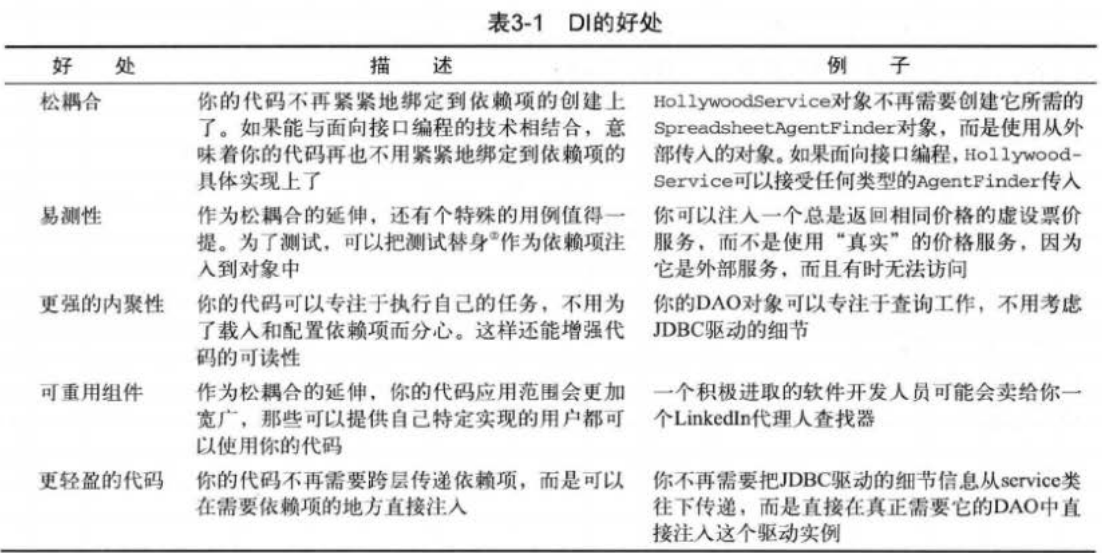 表3-1 DI的好处
好 处 描 述 例 子
松耦合 你的代码不再紧紧地绑定到依赖项的创建上 HollywoodService对象不再需要创建它所需的
了。如果能与面向接口编程的技术相结合，意 SpreadsheetAgentFinder对象，而是使用从外
味着你的代码再也不用紧紧地绑定到依赖项的 部传入的对象。如果面向接口编程，Hollywood-
具体实现上了 Service可以接受任何类型的AgentFinder传入
易测性 作为松耦合的延伸，还有个特殊的用例值得一 你可以注入一个总是返回相同价格的虚设票价
提。为了测试，可以把测试替身②作为依赖项注 服务，而不是使用“真实”的价格服务，因为
入到对象中 它是外部服务，而且有时无法访问
更强的内聚性 你的代码可以专注于执行自己的任务，不用为 你的DAO对象可以专注于查询工作，不用考虑
了载入和配置依赖项而分心。这样还能增强代 JDBC驱动的细节
码的可读性
可重用组件 作为松耦合的延伸，你的代码应用范围会更加 一个积极进取的软件开发人员可能会卖给你一
宽广，那些可以提供自己特定实现的用户都可 个LinkedIn代理人查找器
以使用你的代码
更轻盈的代码 你的代码不再需要跨层传递依赖项，而是可以 你不再需要把JDBC驱动的细节信息从service类
在需要依赖项的地方直接注入 往下传递，而是直接在真正需要它的DAO中直
接注入这个驱动实例